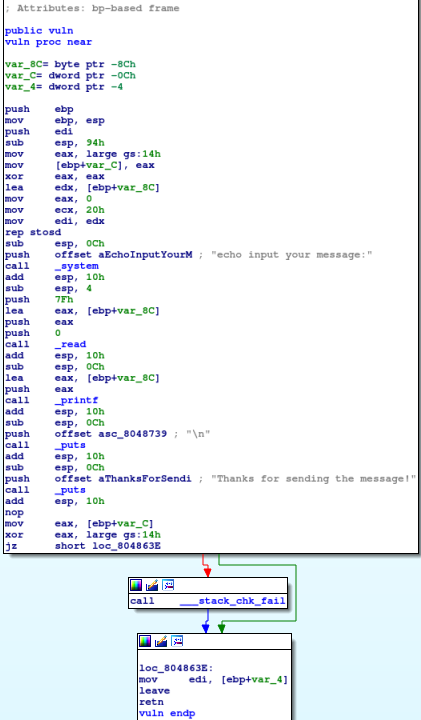 ; Attributes: bp-based frame
public vuln
vuln proc near
var_8C= byte ptr -8Ch
var_C= dword ptr -0Ch
var_4= dword ptr -4
push ebp
mov ebp, esp
push edi
sub esp, 94h
mov eax, large gs:14h
mov [ebp+var_C], eax
xor eax, eax
lea edx, [ebp+var_8C]
mov eax, 0
mov ecx, 20h
mov edi, edx
rep stosd
sub esp, 0Ch
push offset aEchoInputYourM ; "echo input your message:"
call _system
add esp, 10h
sub esp, 4
push 7Fh
lea eax, [ebp+var_8C]
push eax
push 0
call _read
add esp, 10h
sub esp, 0Ch
lea eax, [ebp+var_8C]
push eax
call _printf
add esp, 10h
sub esp, 0Ch
push offset asc_8048739 ; "\n"
call _puts
add esp, 10h
sub esp, 0Ch
push offset aThanksForSendi ; "Thanks for sending the message!"
call _puts
add esp, 10h
nop
mov eax, [ebp+var_C]
xor eax, large gs:14h
jz short loc_804863E
call ___stack_chk_fail
loc_804863E:
mov edi, [ebp+var_4]
leave
retn
vuln endp